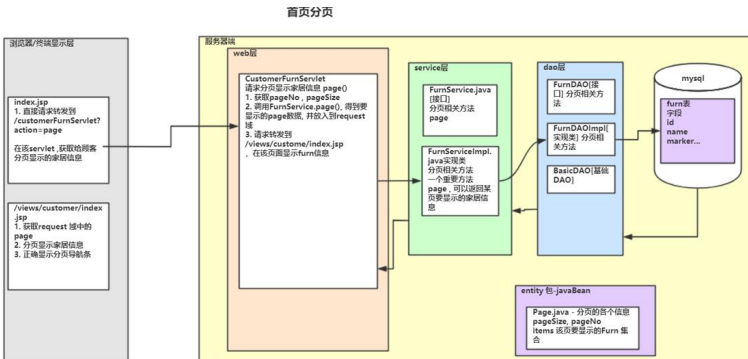 首页分页
浏览器/终端显示层
index.jsp
1. 直接请求转发到
/customerFurnServlet?
action=page
在该servlet ,获取给顾客
分页显示的家居信息
/views/customer/index
.jsp
1. 获取request 域中的
page
2. 分页显示家居信息
3. 正确显示分页导航条
服务器端
web层
CustomerFurnServlet
请求分页显示家居信息 page()
1. 获取pageNo , pageSize
2. 调用FurnService.page(), 得到要
显示的page数据, 并放入到request
域
3. 请求转发到
/views/custome/index.jsp
, 在该页面显示furn信息
service层
FurnService.java
[接口]
分页相关方法
page
FurnServiceImpl.
java实现类
分页相关方法
一个重要方法
page , 可以返回某
页要显示的家居信
息
dao层
FurnDAO[接
口] 分页相关方
法
FurnDAOImpl[
实现类] 分页相
关方法
BasicDAO[基础
DAO]
mysql
furn表
字段
id
name
marker...
entity 包-javaBean
Page.java - 分页的各个信息
pageSize, pageNo
items 该页要显示的Furn 集
合